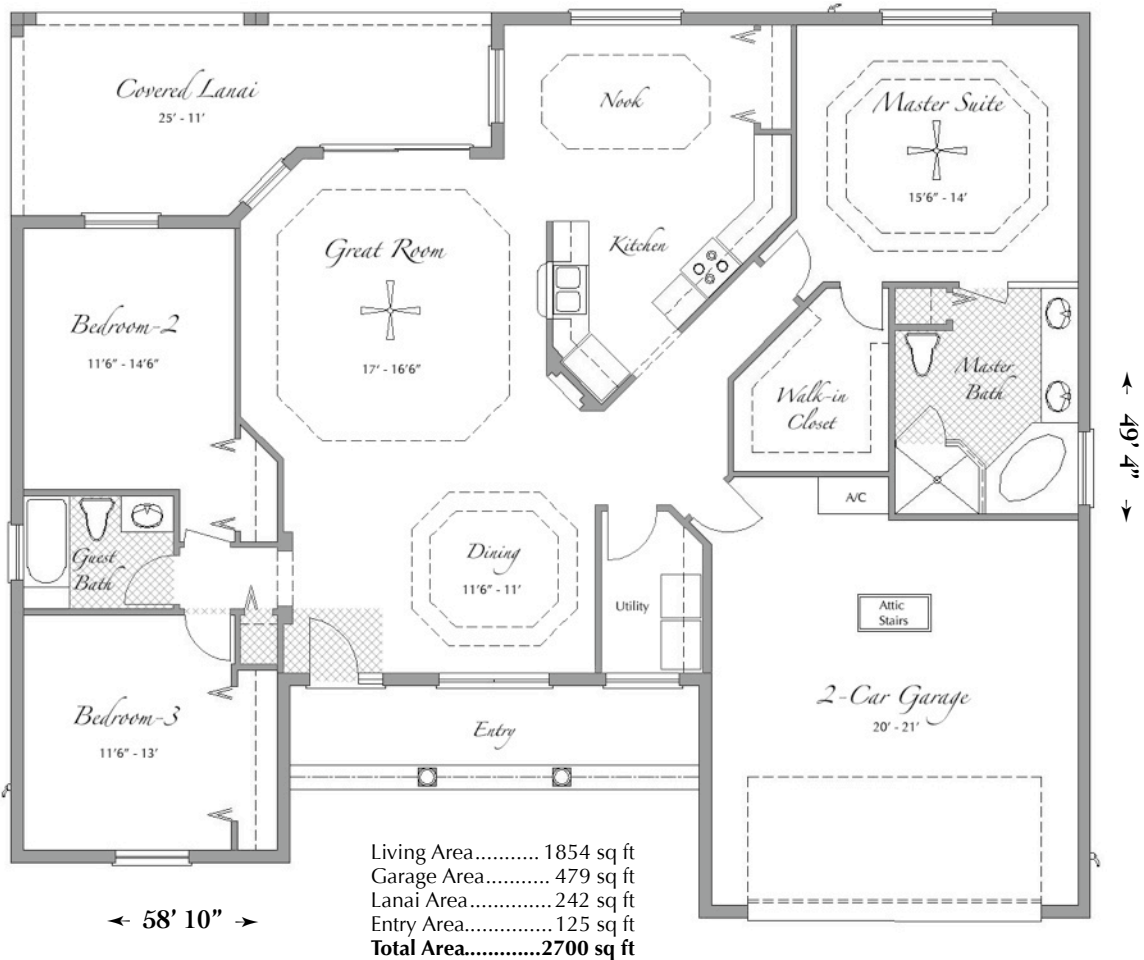 Covered Lanai
25' - 11'
Nook
Master Suite
15'6" - 14'
Great Room
17' - 16'6"
Kitchen
Bedroom-2
11'6" - 14'6"
Walk-in
Closet
Master
Bath
49' 4"
A/C
Guest
Bath
Dining
11'6" - 11'
Utility
Attic
Stairs
2-Car Garage
20' - 21'
Bedroom-3
11'6" - 13'
Entry
Living Area........... 1854 sq ft
Garage Area........... 479 sq ft
Lanai Area..............242 sq ft
Entry Area...............125 sq ft
Total Area.............2700 sq ft
58' 10"